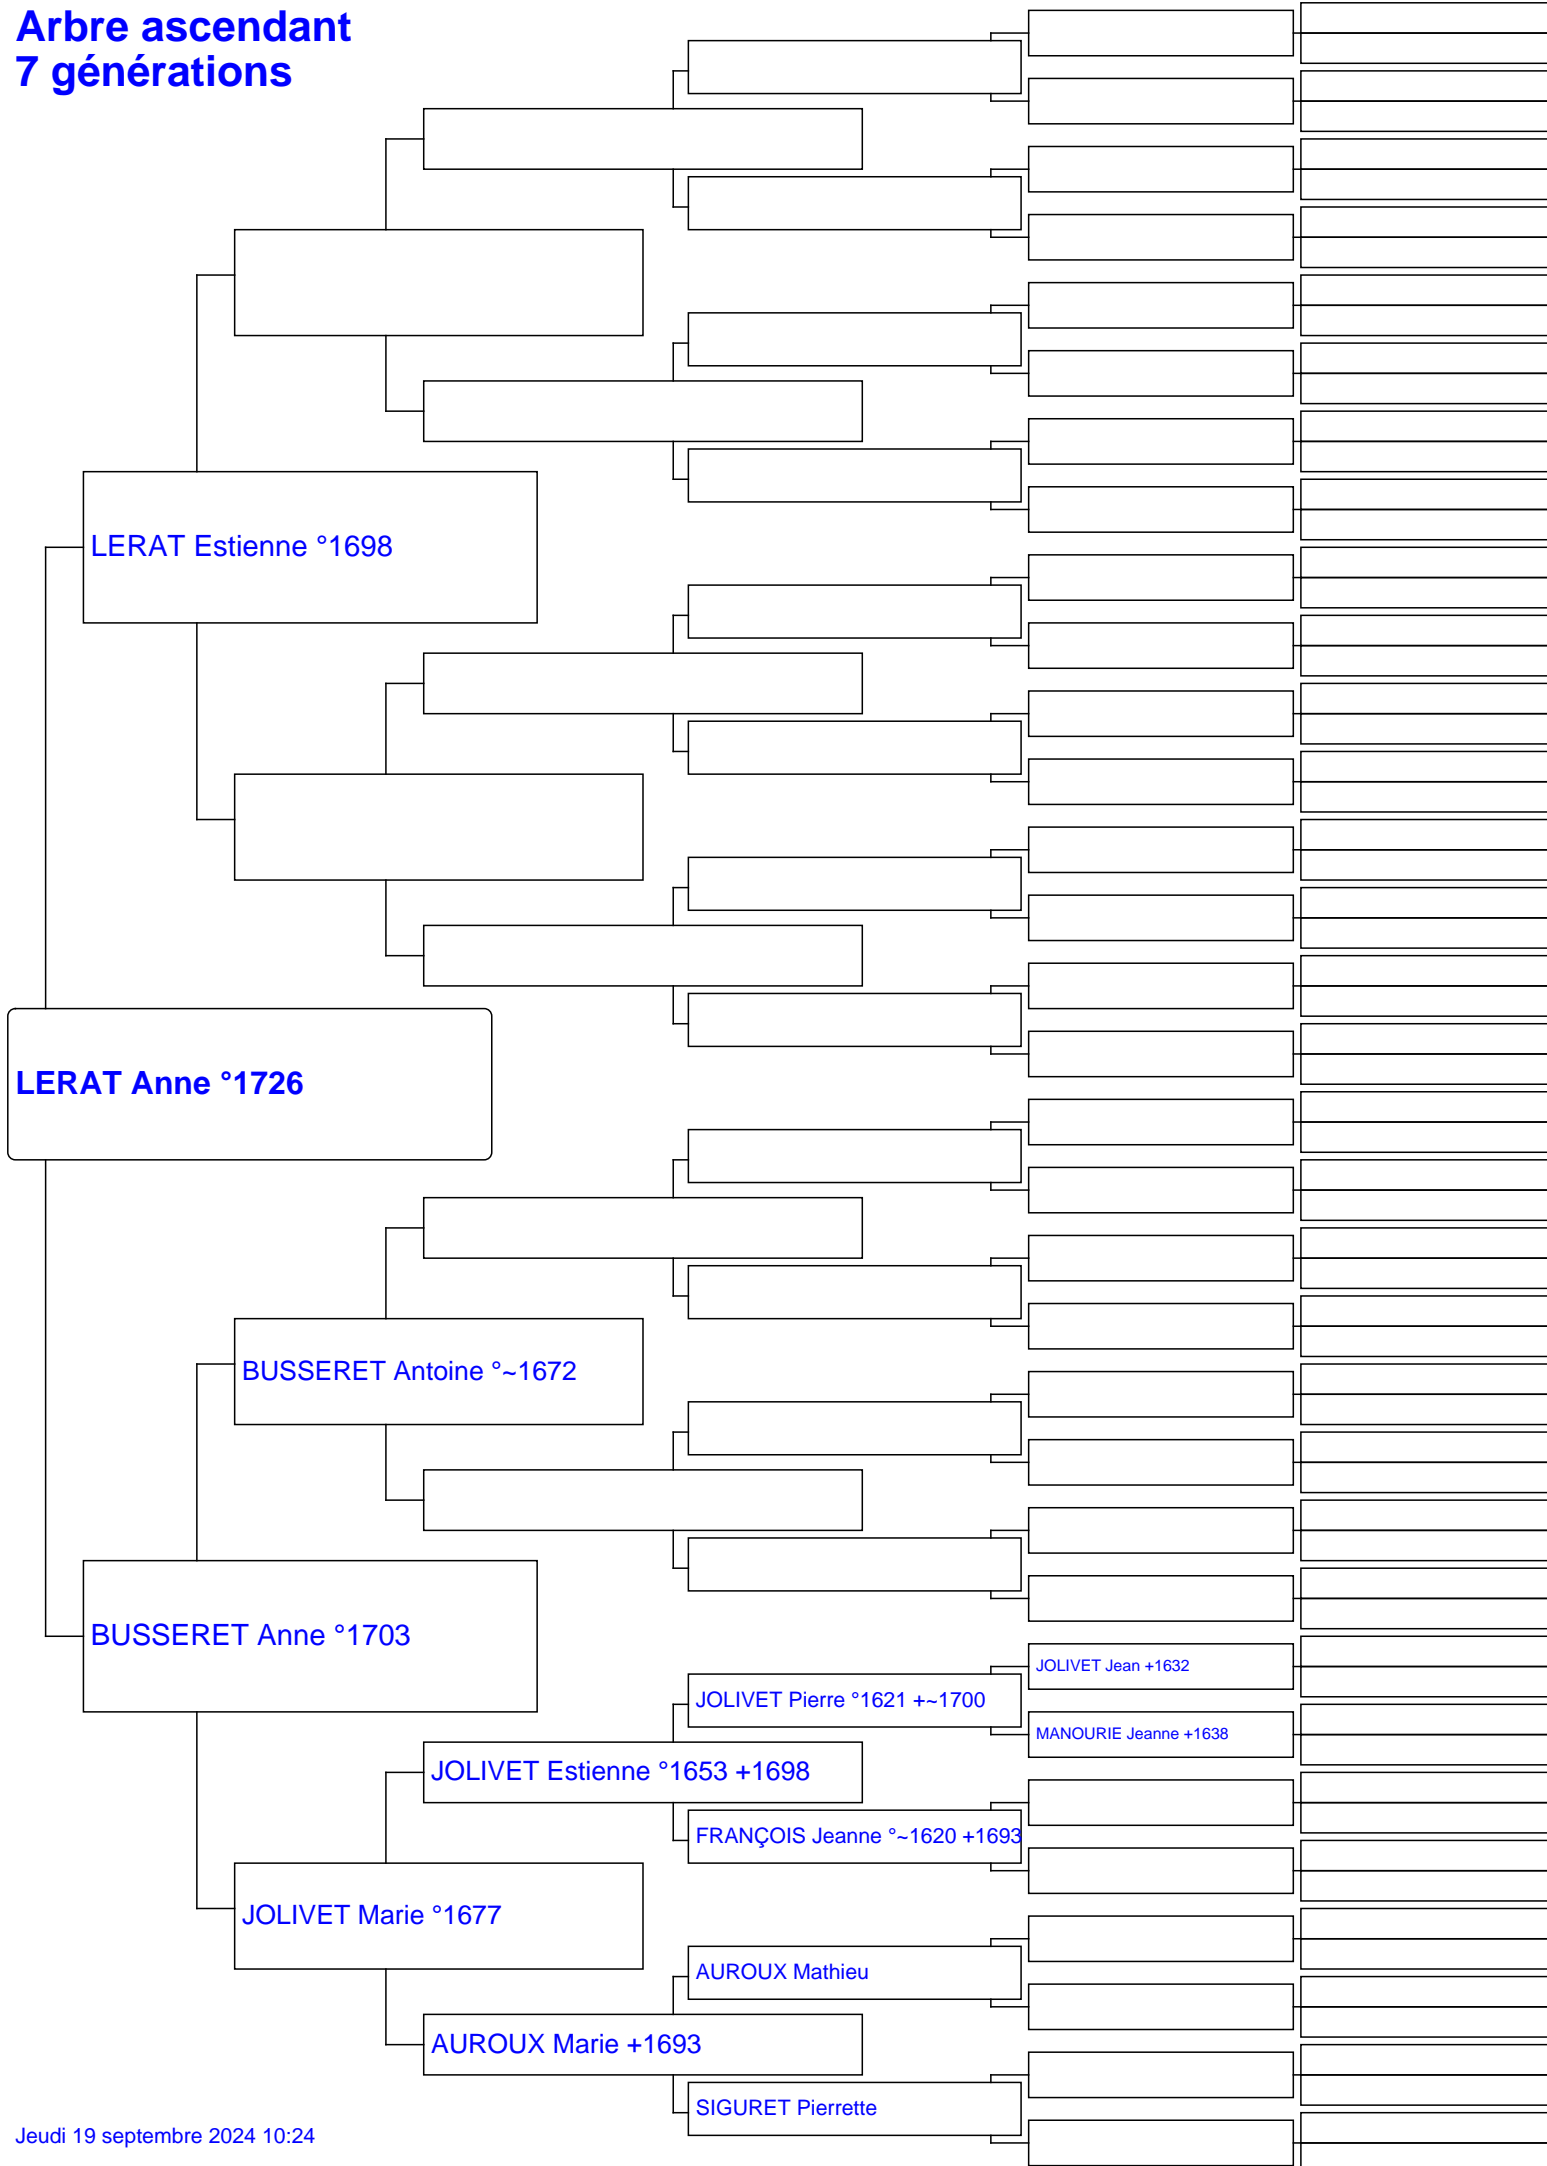 Arbre ascendant
7 générations
LERAT Estienne °1698
LERAT Anne °1726
BUSSERET Antoine °~1672
BUSSERET Anne °1703
JOLIVET Jean +1632
JOLIVET Pierre °1621 +~1700
MANOURIE Jeanne +1638
JOLIVET Estienne °1653 +1698
FRANÇOIS Jeanne °~1620 +1693
JOLIVET Marie °1677
AUROUX Mathieu
AUROUX Marie +1693
SIGURET Pierrette
Jeudi 19 septembre 2024 10:24